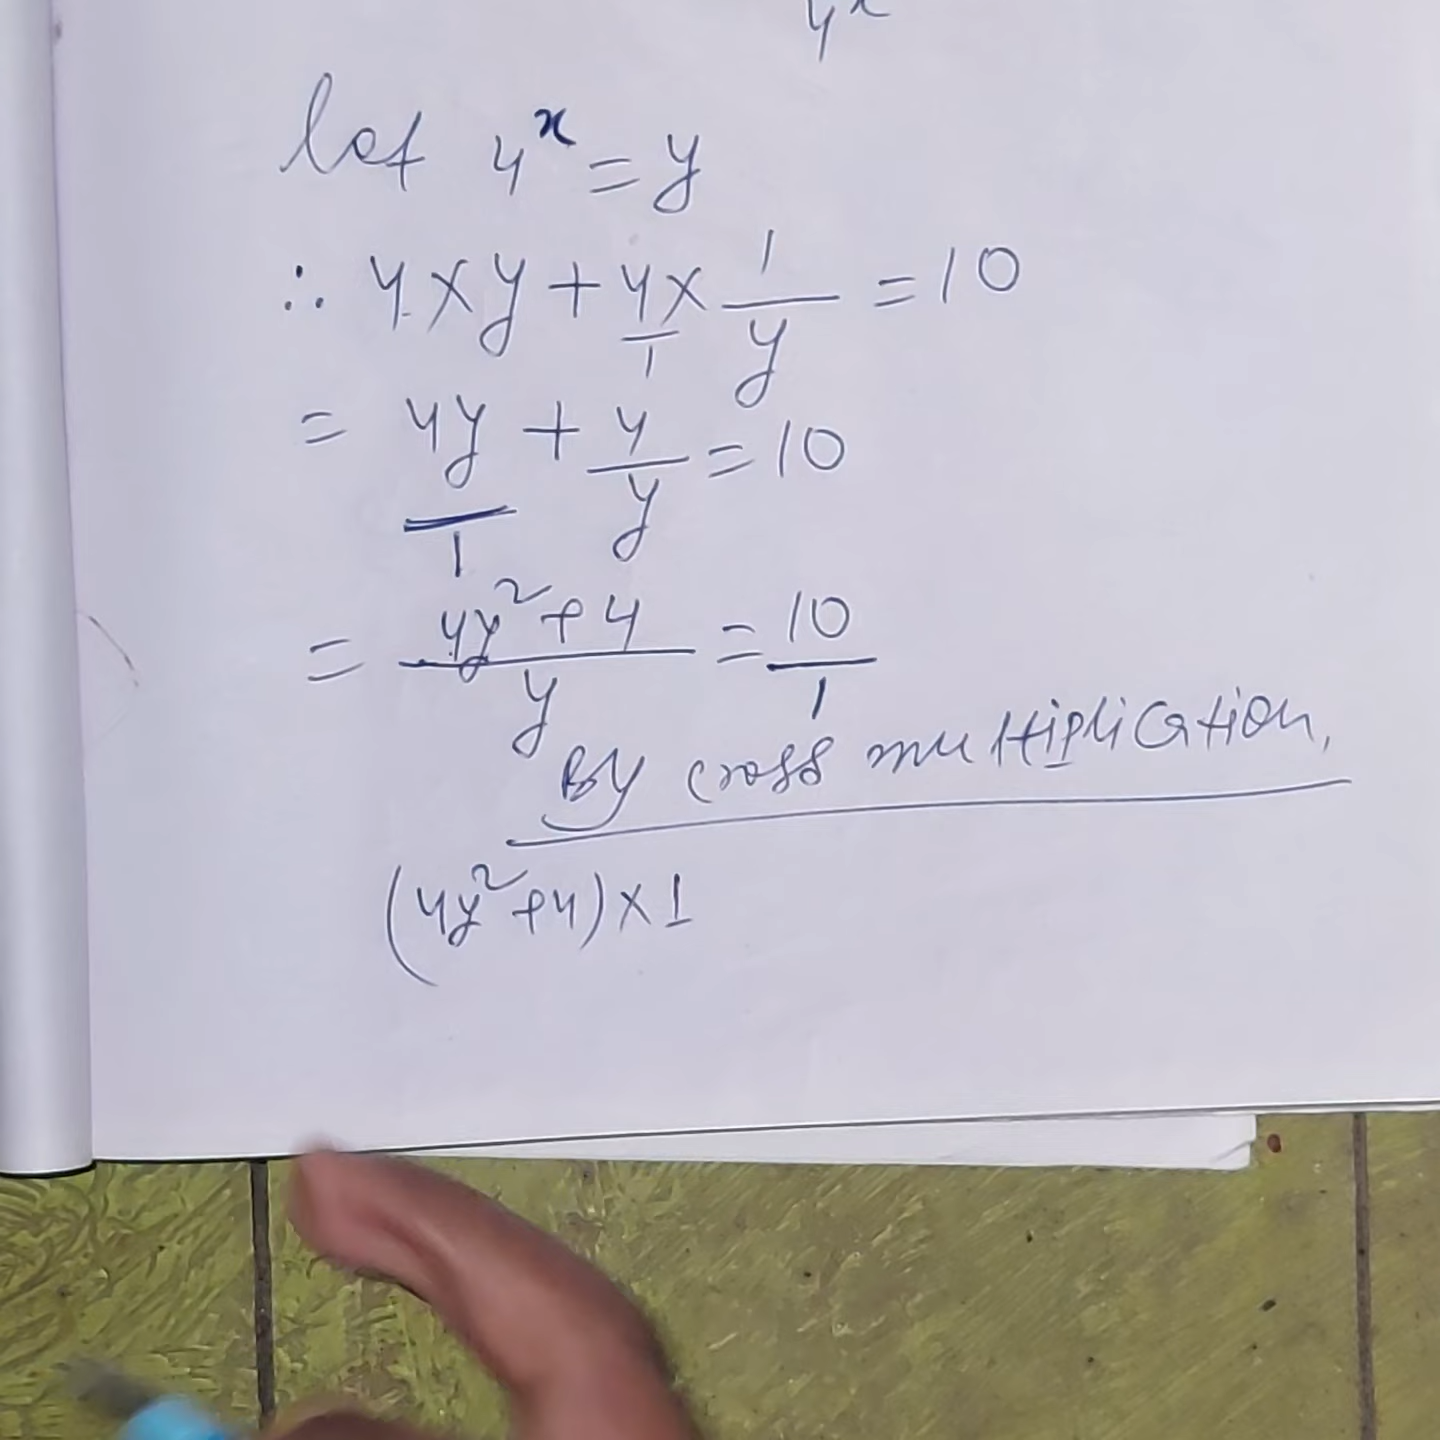 4^x
let 4^x = y
∴ 4×y + 4/1 × 1/y = 10
= 4y/1 + 4/y = 10
= (4y² + 4)/y = 10/1
By cross multiplication,
(4y² + 4) × 1